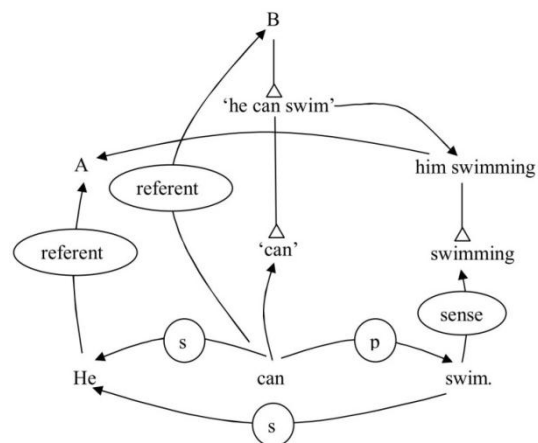 B
‘he can swim’
A
referent
him swimming
referent
‘can’
swimming
sense
s
p
He
can
swim.
s